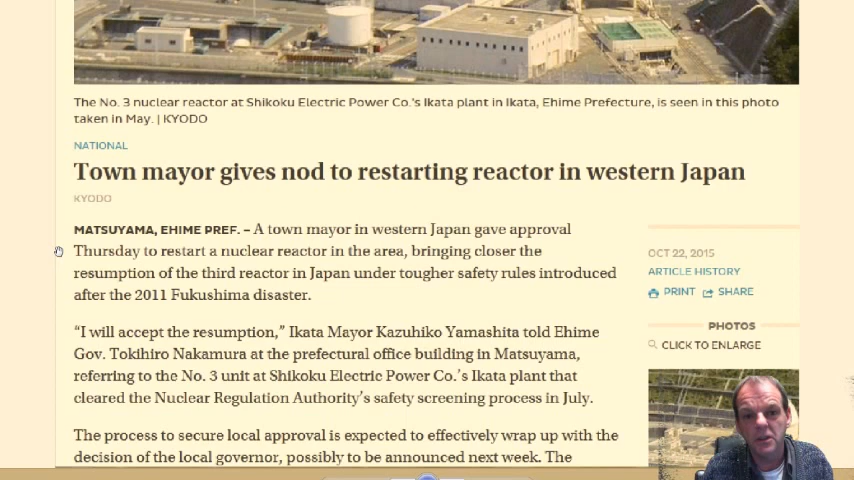 The No. 3 nuclear reactor at Shikoku Electric Power Co.'s Ikata plant in Ikata, Ehime Prefecture, is seen in this photo
taken in May. | KYODO
NATIONAL
Town mayor gives nod to restarting reactor in western Japan
KYODO
MATSUYAMA, EHIME PREF. – A town mayor in western Japan gave approval
Thursday to restart a nuclear reactor in the area, bringing closer the
resumption of the third reactor in Japan under tougher safety rules introduced
after the 2011 Fukushima disaster.
“I will accept the resumption,” Ikata Mayor Kazuhiko Yamashita told Ehime
Gov. Tokihiro Nakamura at the prefectural office building in Matsuyama,
referring to the No. 3 unit at Shikoku Electric Power Co.’s Ikata plant that
cleared the Nuclear Regulation Authority’s safety screening process in July.
The process to secure local approval is expected to effectively wrap up with the
decision of the local governor, possibly to be announced next week. The
OCT 22, 2015
ARTICLE HISTORY
PRINT SHARE
PHOTOS
CLICK TO ENLARGE